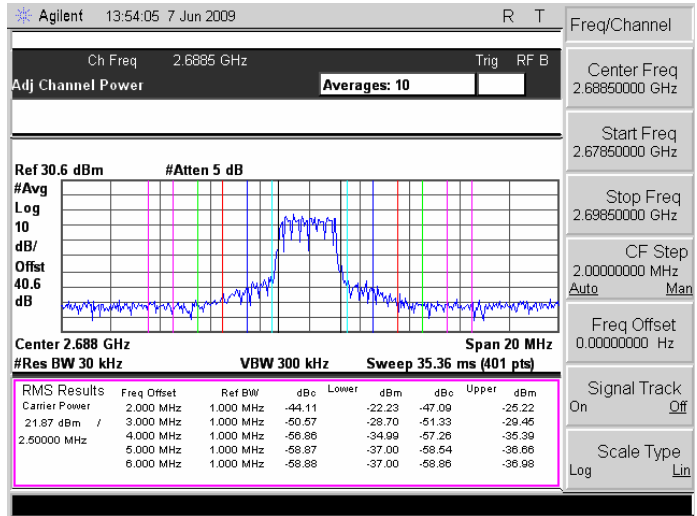 Agilent 13:54:05 7 Jun 2009 R T
Ch Freq 2.6885 GHz Trig RF B
Adj Channel Power Averages: 10
Ref 30.6 dBm #Atten 5 dB
#Avg
Log
10
dB/
Offst
40.6
dB
Center 2.688 GHz Span 20 MHz
#Res BW 30 kHz VBW 300 kHz Sweep 35.36 ms (401 pts)
RMS Results Freq Offset Ref BW dBc Lower dBm dBc Upper dBm
Carrier Power 2.000 MHz 1.000 MHz -44.11 -22.23 -47.09 -25.22
21.87 dBm / 3.000 MHz 1.000 MHz -50.57 -28.70 -51.33 -29.45
2.50000 MHz 4.000 MHz 1.000 MHz -56.86 -34.99 -57.26 -35.39
5.000 MHz 1.000 MHz -58.87 -37.00 -58.54 -36.66
6.000 MHz 1.000 MHz -58.88 -37.00 -58.86 -36.98
Freq/Channel
Center Freq
2.68850000 GHz
Start Freq
2.67850000 GHz
Stop Freq
2.69850000 GHz
CF Step
2.00000000 MHz
Auto Man
Freq Offset
0.00000000 Hz
Signal Track
On Off
Scale Type
Log Lin